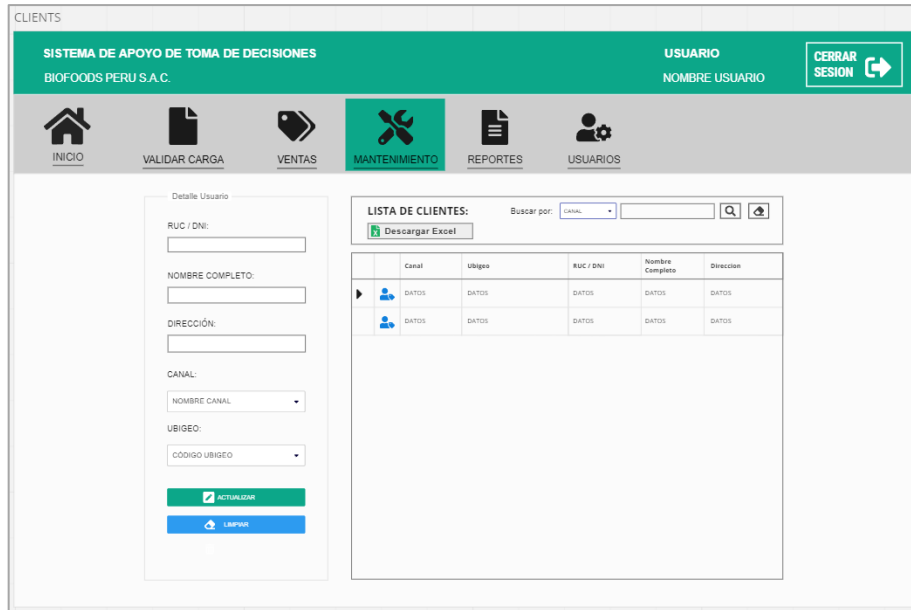 CLIENTS
SISTEMA DE APOYO DE TOMA DE DECISIONES
BIOFOODS PERU S.A.C.
USUARIO
NOMBRE USUARIO
CERRAR
SESION
INICIO
VALIDAR CARGA
VENTAS
MANTENIMIENTO
REPORTES
USUARIOS
Detalle Usuario
RUC / DNI:
NOMBRE COMPLETO:
DIRECCIÓN:
CANAL:
NOMBRE CANAL
UBIGEO:
CÓDIGO UBIGEO
ACTUALIZAR
LIMPIAR
LISTA DE CLIENTES:
Buscar por: CANAL
Descargar Excel
Canal Ubigeo RUC / DNI Nombre Completo Direccion
DATOS DATOS DATOS DATOS DATOS
DATOS DATOS DATOS DATOS DATOS